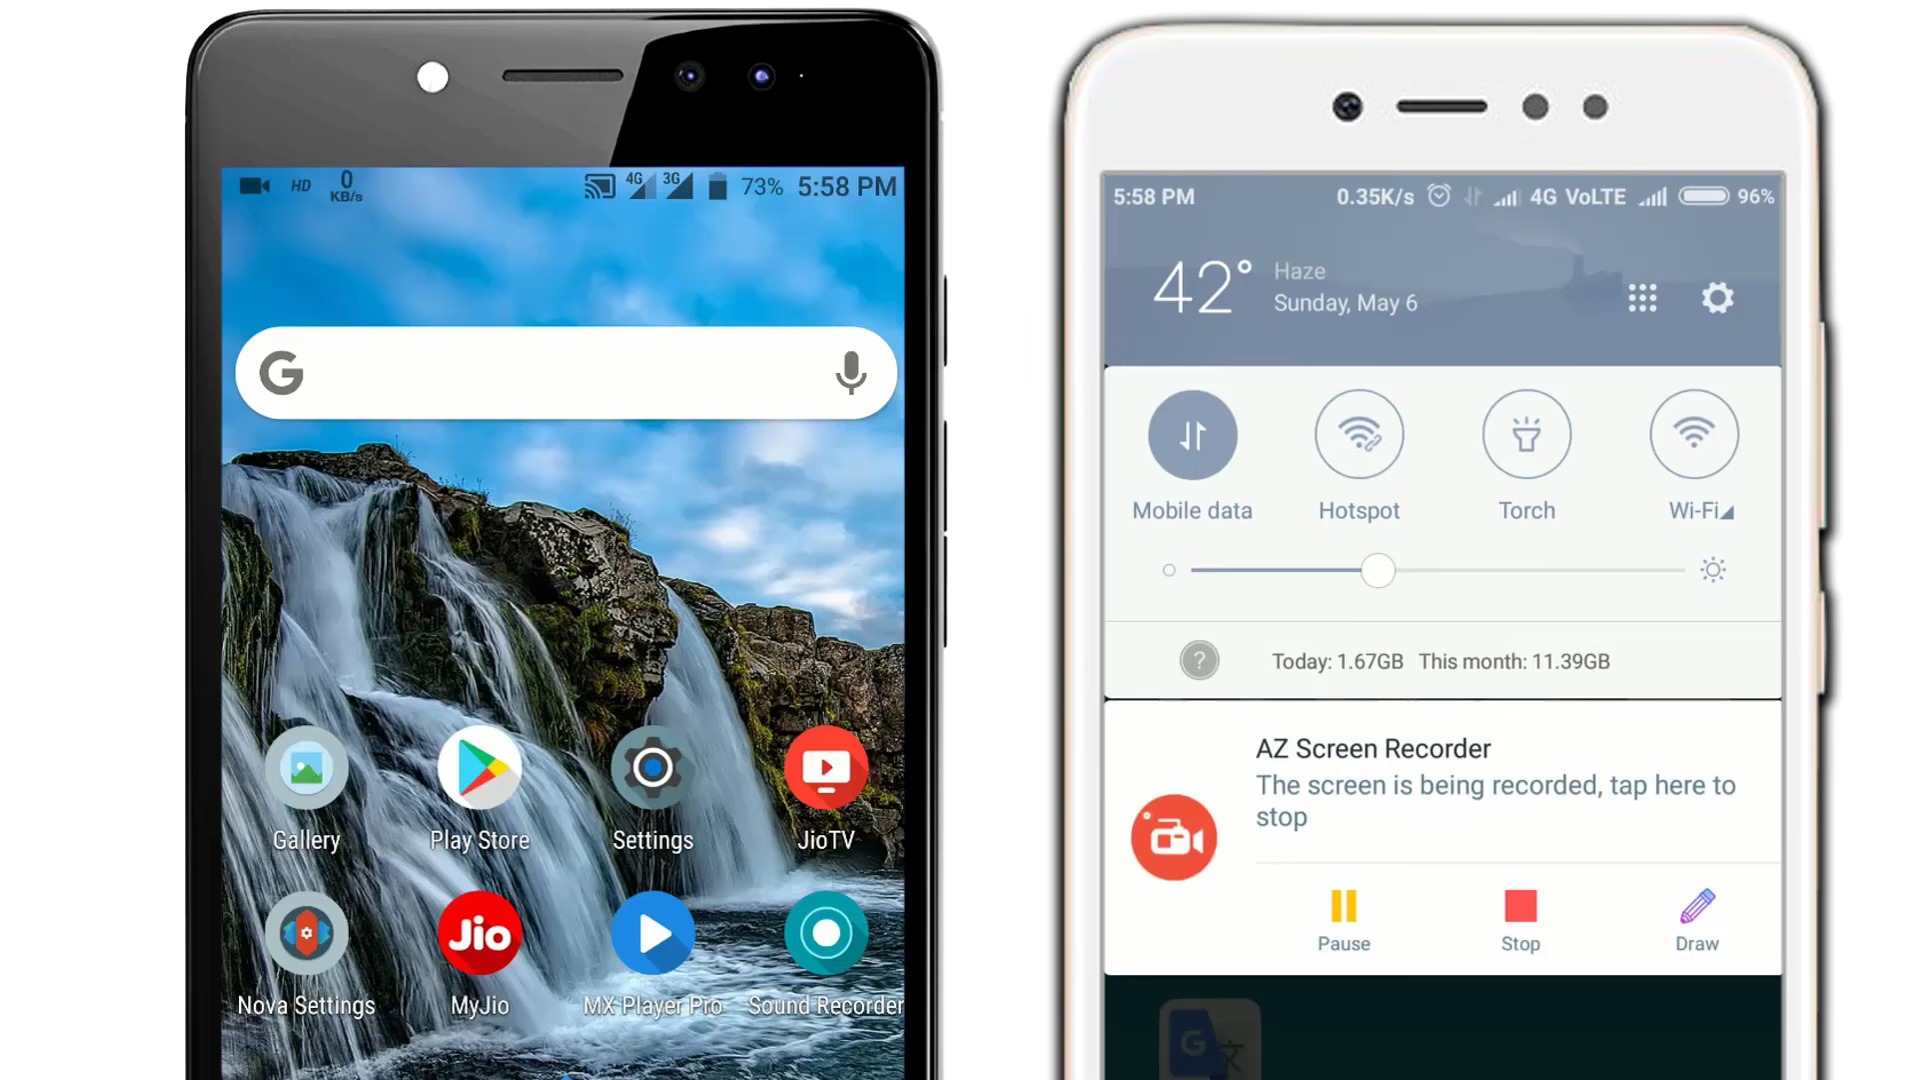 HD
0
KB/s
4G
3G
73%
5:58 PM
G
Gallery
Play Store
Settings
JioTV
Jio
Nova Settings
MyJio
MX Player Pro
Sound Recorder
5:58 PM
0.35K/s
4G VoLTE
96%
42°
Haze
Sunday, May 6
Mobile data
Hotspot
Torch
Wi-Fi
?
Today: 1.67GB This month: 11.39GB
AZ Screen Recorder
The screen is being recorded, tap here to
stop
Pause
Stop
Draw
G
文